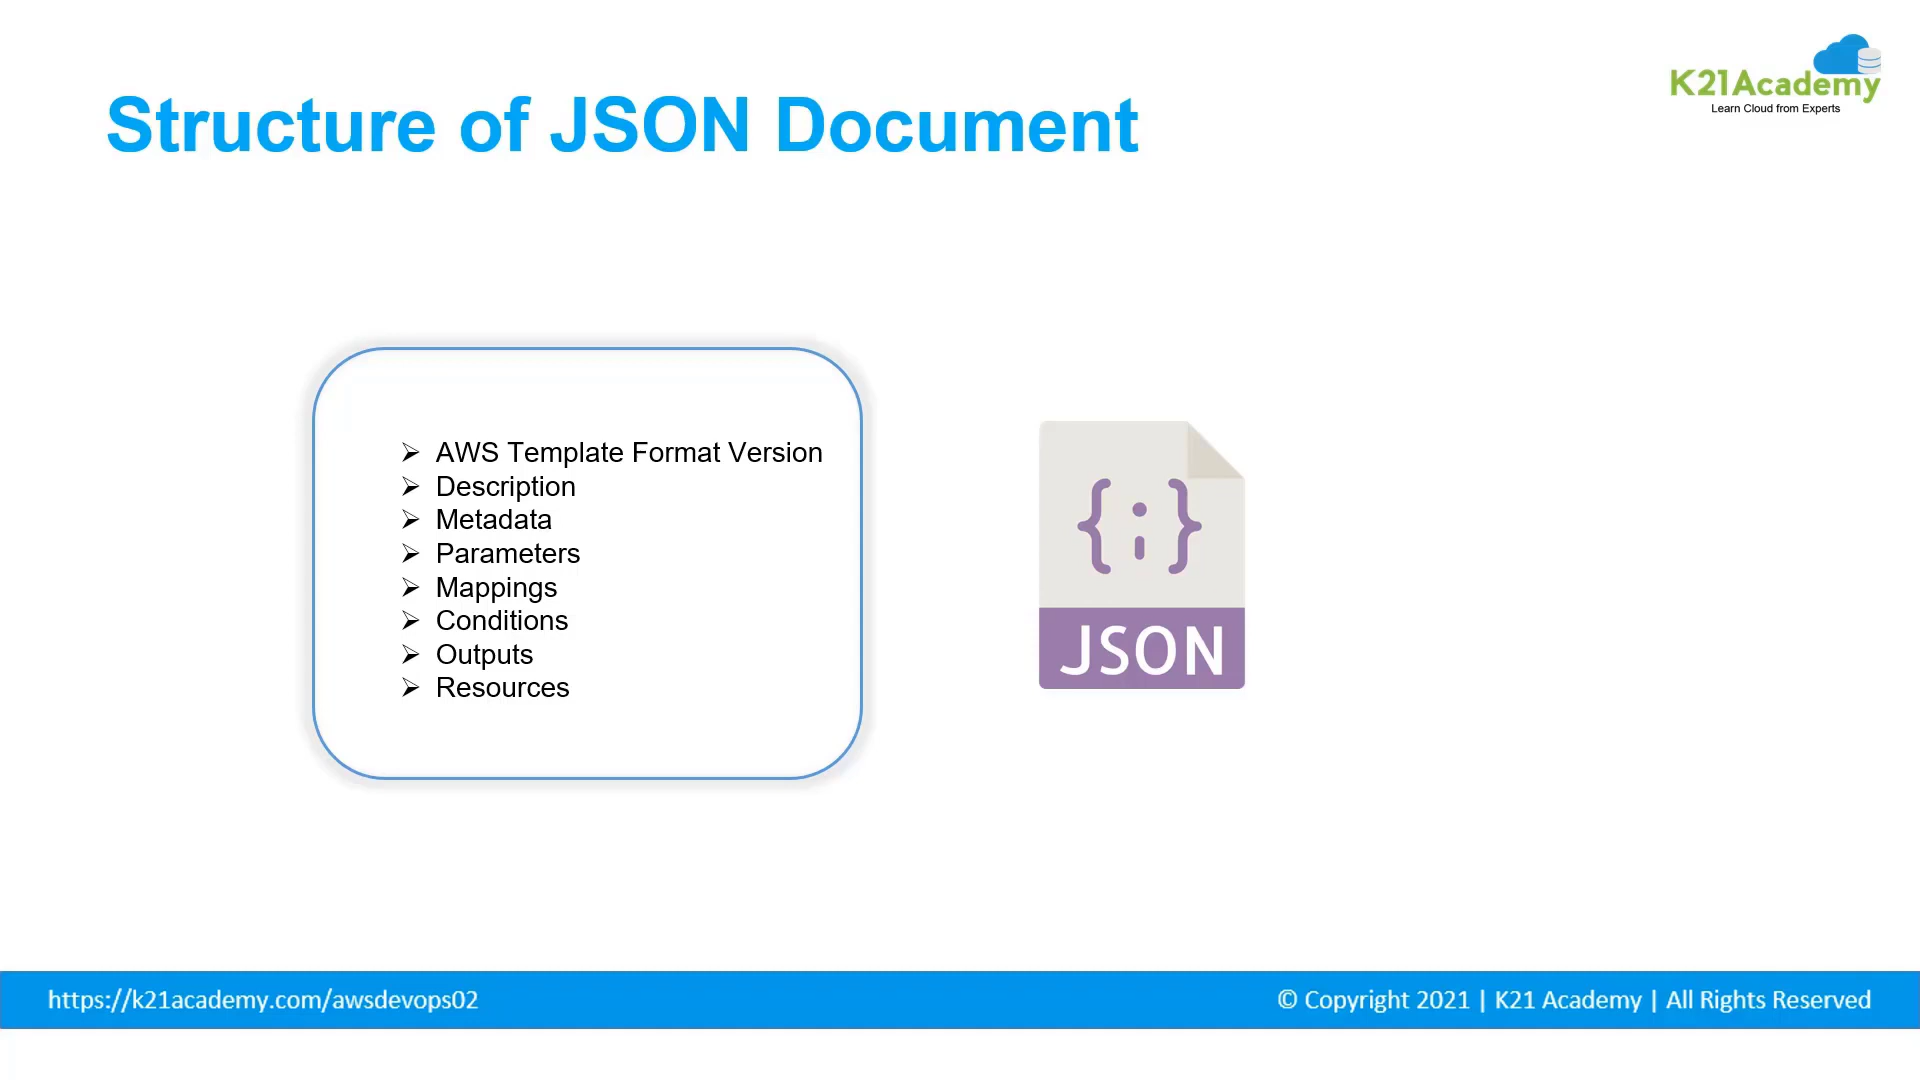 K21Academy
Learn Cloud from Experts
Structure of JSON Document
➢ AWS Template Format Version
➢ Description
➢ Metadata
➢ Parameters
➢ Mappings
➢ Conditions
➢ Outputs
➢ Resources
{;}
JSON
https://k21academy.com/awsdevops02
© Copyright 2021 | K21 Academy | All Rights Reserved